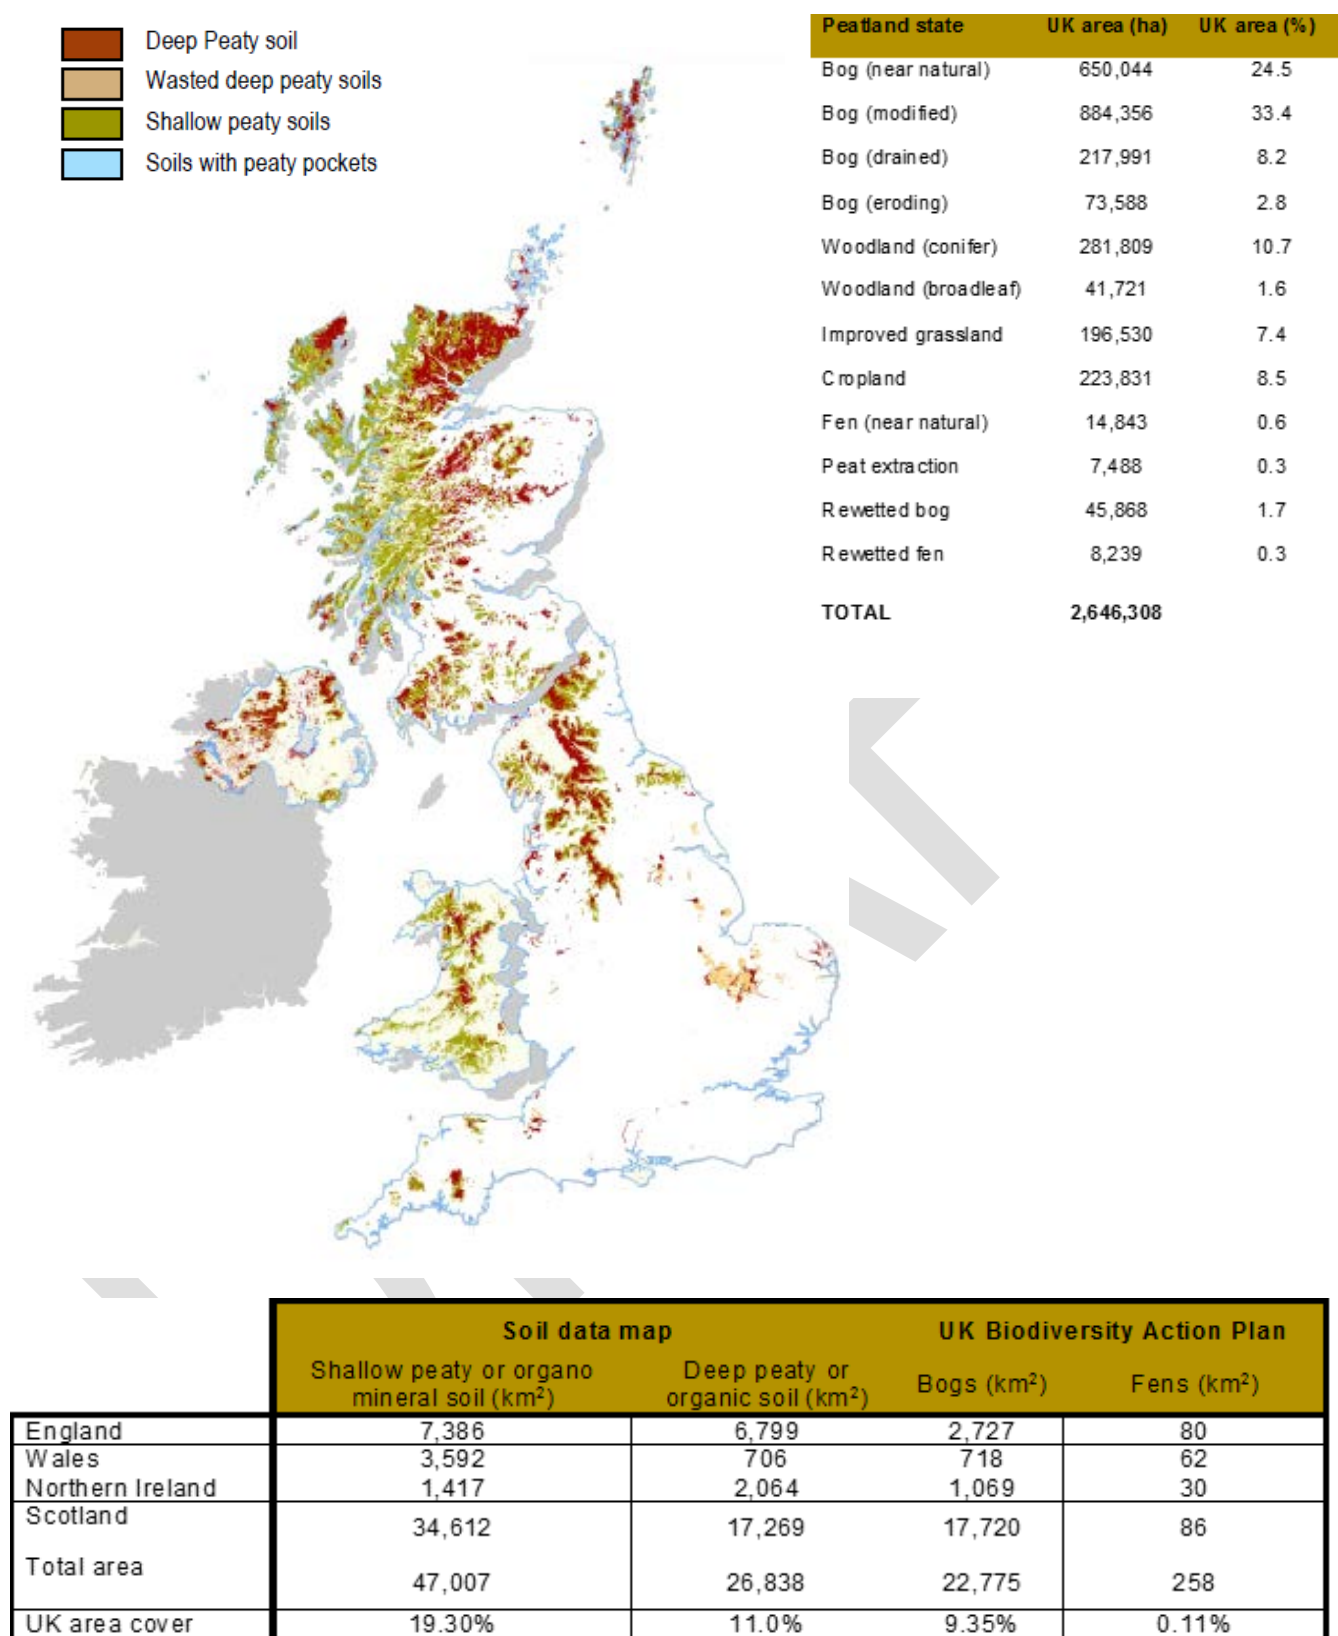 Deep Peaty soil
Wasted deep peaty soils
Shallow peaty soils
Soils with peaty pockets
Peatland state UK area (ha) UK area (%)
Bog (near natural) 650,044 24.5
Bog (modified) 884,356 33.4
Bog (drained) 217,991 8.2
Bog (eroding) 73,588 2.8
Woodland (conifer) 281,809 10.7
Woodland (broadleaf) 41,721 1.6
Improved grassland 196,530 7.4
Cropland 223,831 8.5
Fen (near natural) 14,843 0.6
Peat extraction 7,488 0.3
Rewetted bog 45,868 1.7
Rewetted fen 8,239 0.3
TOTAL 2,646,308
Soil data map UK Biodiversity Action Plan
Shallow peaty or organo Deep peaty or
mineral soil (km²) organic soil (km²) Bogs (km²) Fens (km²)
England 7,386 6,799 2,727 80
Wales 3,592 706 718 62
Northern Ireland 1,417 2,064 1,069 30
Scotland 34,612 17,269 17,720 86
Total area 47,007 26,838 22,775 258
UK area cover 19.30% 11.0% 9.35% 0.11%